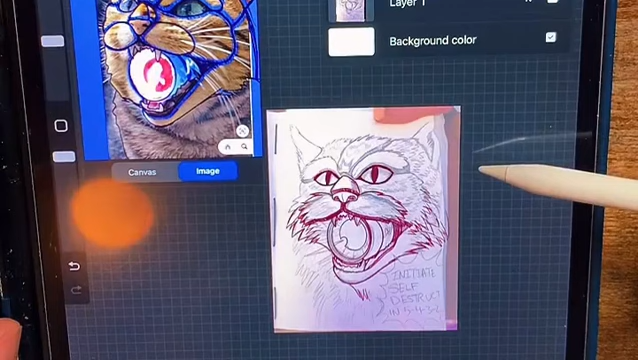 Layer 1
Background color
Canvas
Image
INITIATE
SELF
DESTRUCT
IN 5-4-3-2